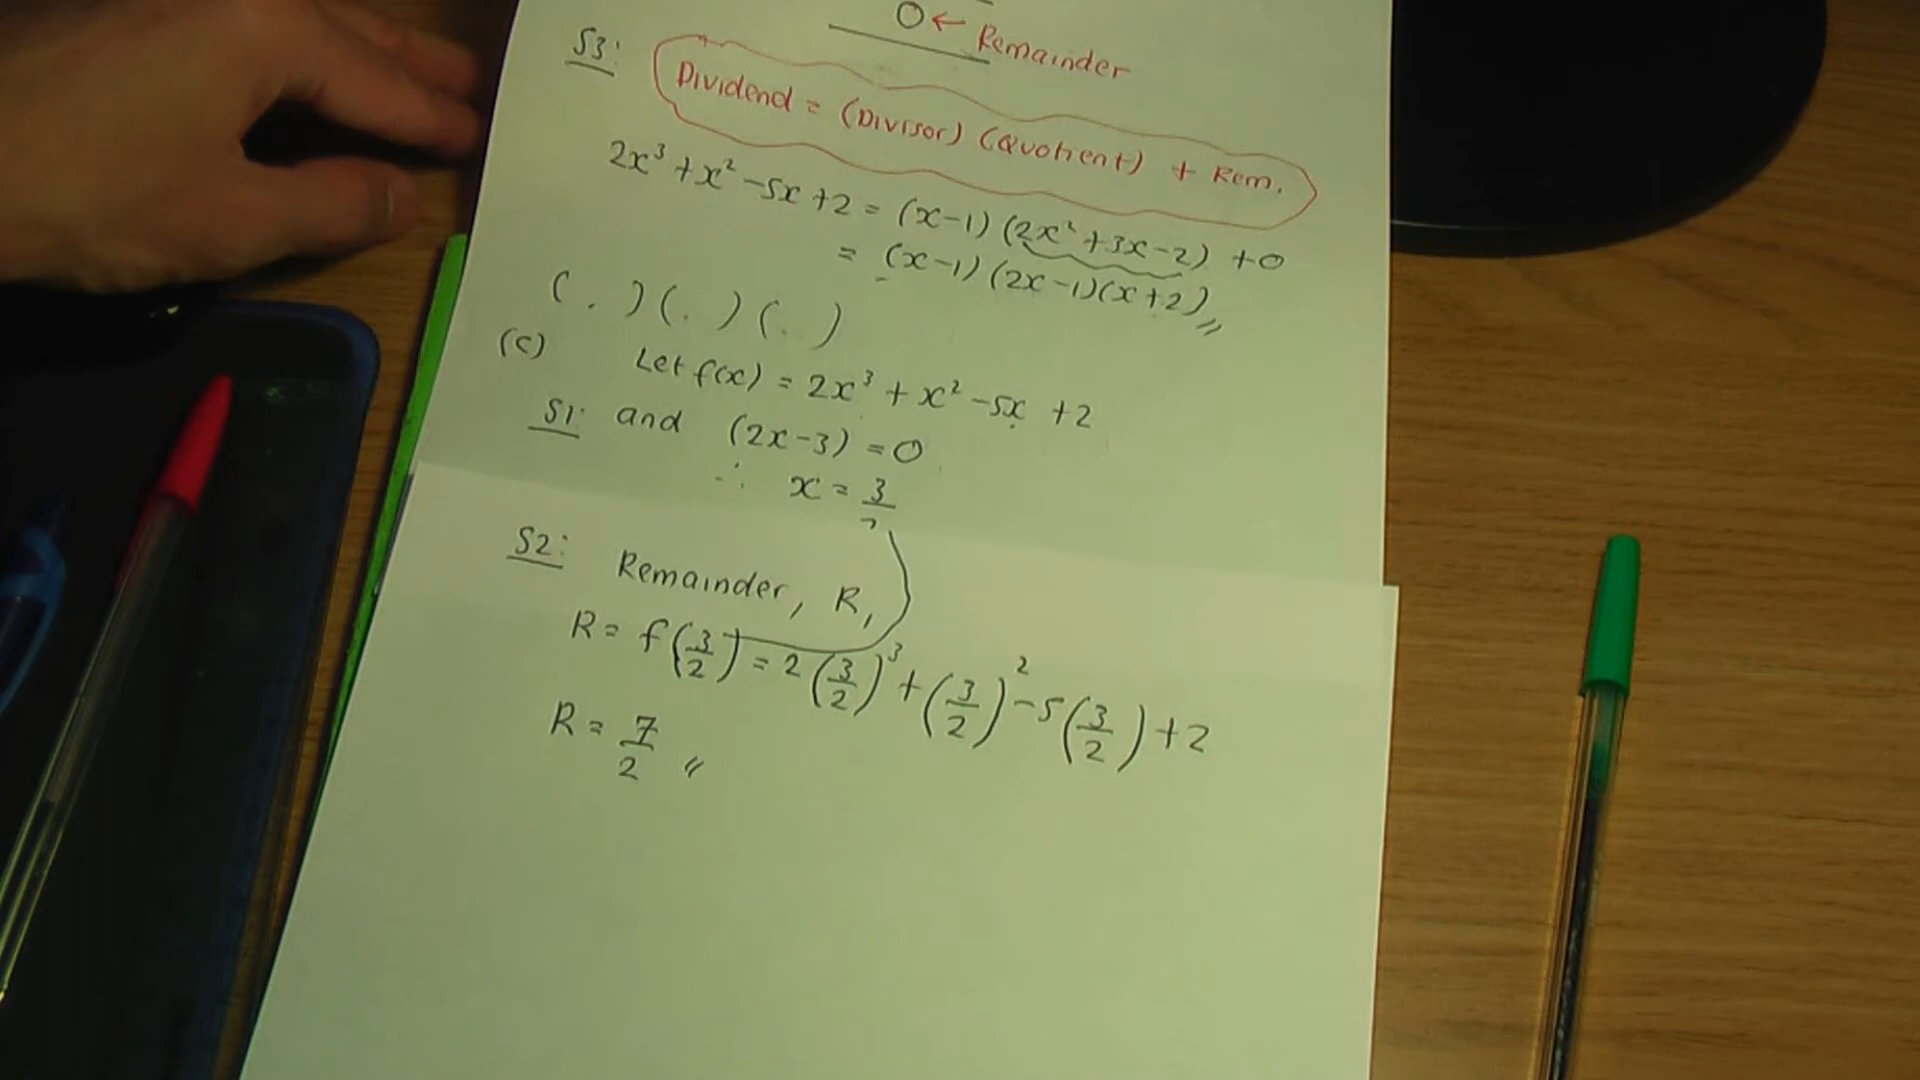 0 ← Remainder
S3:
Dividend = (Divisor) (Quotient) + Rem.
2x³ + x² - 5x + 2 = (x-1) (2x² + 3x - 2) + 0
= (x-1) (2x-1)(x+2)
( . ) ( . ) ( . )
(c) Let f(x) = 2x³ + x² - 5x + 2
S1: and (2x-3) = 0
∴ x = 3/2
S2: Remainder, R,
R = f(3/2) = 2(3/2)³ + (3/2)² - 5(3/2) + 2
R = 7/2